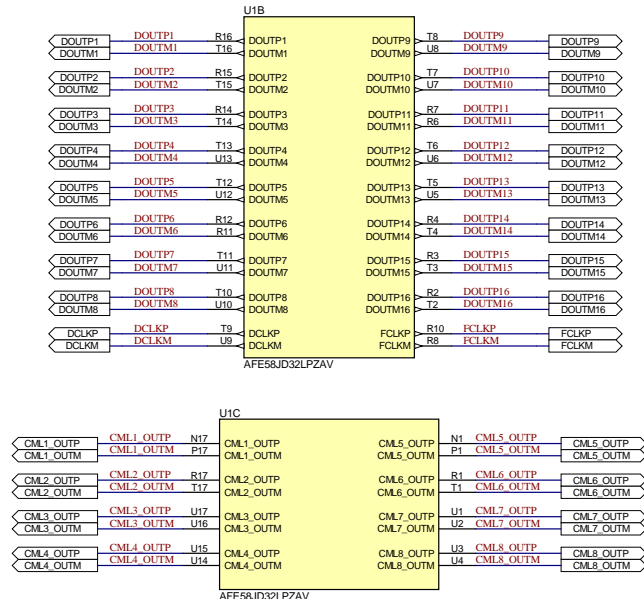 U1B
DOUTP1 DOUTP1 R16 DOUTP1 DOUTP9 T8 DOUTP9 DOUTP9
DOUTM1 DOUTM1 T16 DOUTM1 DOUTM9 U8 DOUTM9 DOUTM9
DOUTP2 DOUTP2 R15 DOUTP2 DOUTP10 T7 DOUTP10 DOUTP10
DOUTM2 DOUTM2 T15 DOUTM2 DOUTM10 U7 DOUTM10 DOUTM10
DOUTP3 DOUTP3 R14 DOUTP3 DOUTP11 R7 DOUTP11 DOUTP11
DOUTM3 DOUTM3 T14 DOUTM3 DOUTM11 R6 DOUTM11 DOUTM11
DOUTP4 DOUTP4 T13 DOUTP4 DOUTP12 T6 DOUTP12 DOUTP12
DOUTM4 DOUTM4 U13 DOUTM4 DOUTM12 U6 DOUTM12 DOUTM12
DOUTP5 DOUTP5 T12 DOUTP5 DOUTP13 T5 DOUTP13 DOUTP13
DOUTM5 DOUTM5 U12 DOUTM5 DOUTM13 U5 DOUTM13 DOUTM13
DOUTP6 DOUTP6 R12 DOUTP6 DOUTP14 R4 DOUTP14 DOUTP14
DOUTM6 DOUTM6 R11 DOUTM6 DOUTM14 T4 DOUTM14 DOUTM14
DOUTP7 DOUTP7 T11 DOUTP7 DOUTP15 R3 DOUTP15 DOUTP15
DOUTM7 DOUTM7 U11 DOUTM7 DOUTM15 T3 DOUTM15 DOUTM15
DOUTP8 DOUTP8 T10 DOUTP8 DOUTP16 R2 DOUTP16 DOUTP16
DOUTM8 DOUTM8 U10 DOUTM8 DOUTM16 T2 DOUTM16 DOUTM16
DCLKP DCLKP T9 DCLKP FCLKP R10 FCLKP FCLKP
DCLKM DCLKM U9 DCLKM FCLKM R8 FCLKM FCLKM
AFE58JD32LPZAV
U1C
CML1_OUTP CML1_OUTP N17 CML1_OUTP CML5_OUTP N1 CML5_OUTP CML5_OUTP
CML1_OUTM CML1_OUTM P17 CML1_OUTM CML5_OUTM P1 CML5_OUTM CML5_OUTM
CML2_OUTP CML2_OUTP R17 CML2_OUTP CML6_OUTP R1 CML6_OUTP CML6_OUTP
CML2_OUTM CML2_OUTM T17 CML2_OUTM CML6_OUTM T1 CML6_OUTM CML6_OUTM
CML3_OUTP CML3_OUTP U17 CML3_OUTP CML7_OUTP U1 CML7_OUTP CML7_OUTP
CML3_OUTM CML3_OUTM U16 CML3_OUTM CML7_OUTM U2 CML7_OUTM CML7_OUTM
CML4_OUTP CML4_OUTP U15 CML4_OUTP CML8_OUTP U3 CML8_OUTP CML8_OUTP
CML4_OUTM CML4_OUTM U14 CML4_OUTM CML8_OUTM U4 CML8_OUTM CML8_OUTM
AFE58JD32LPZAV